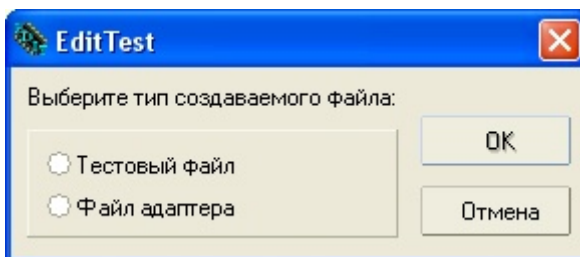 EditTest
Выберите тип создаваемого файла:
Тестовый файл
Файл адаптера
OK
Отмена